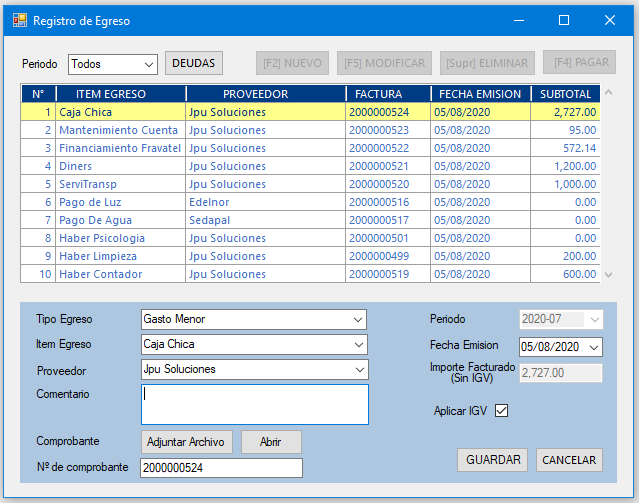 Registro de Egreso
Periodo Todos DEUDAS [F2] NUEVO [F5] MODIFICAR [Supr] ELIMINAR [F4] PAGAR
N° ITEM EGRESO PROVEEDOR FACTURA FECHA EMISION SUBTOTAL
1 Caja Chica Jpu Soluciones 2000000524 05/08/2020 2,727.00
2 Mantenimiento Cuenta Jpu Soluciones 2000000523 05/08/2020 95.00
3 Financiamiento Fravatel Jpu Soluciones 2000000522 05/08/2020 572.14
4 Diners Jpu Soluciones 2000000521 05/08/2020 1,200.00
5 ServiTransp Jpu Soluciones 2000000520 05/08/2020 1,000.00
6 Pago de Luz Edelnor 2000000516 05/08/2020 0.00
7 Pago De Agua Sedapal 2000000517 05/08/2020 0.00
8 Haber Psicologia Jpu Soluciones 2000000501 05/08/2020 0.00
9 Haber Limpieza Jpu Soluciones 2000000499 05/08/2020 200.00
10 Haber Contador Jpu Soluciones 2000000519 05/08/2020 600.00
Tipo Egreso Gasto Menor Periodo 2020-07
Item Egreso Caja Chica Fecha Emision 05/08/2020
Proveedor Jpu Soluciones Importe Facturado
(Sin IGV) 2,727.00
Comentario
Aplicar IGV
Comprobante Adjuntar Archivo Abrir
GUARDAR CANCELAR
Nº de comprobante 2000000524